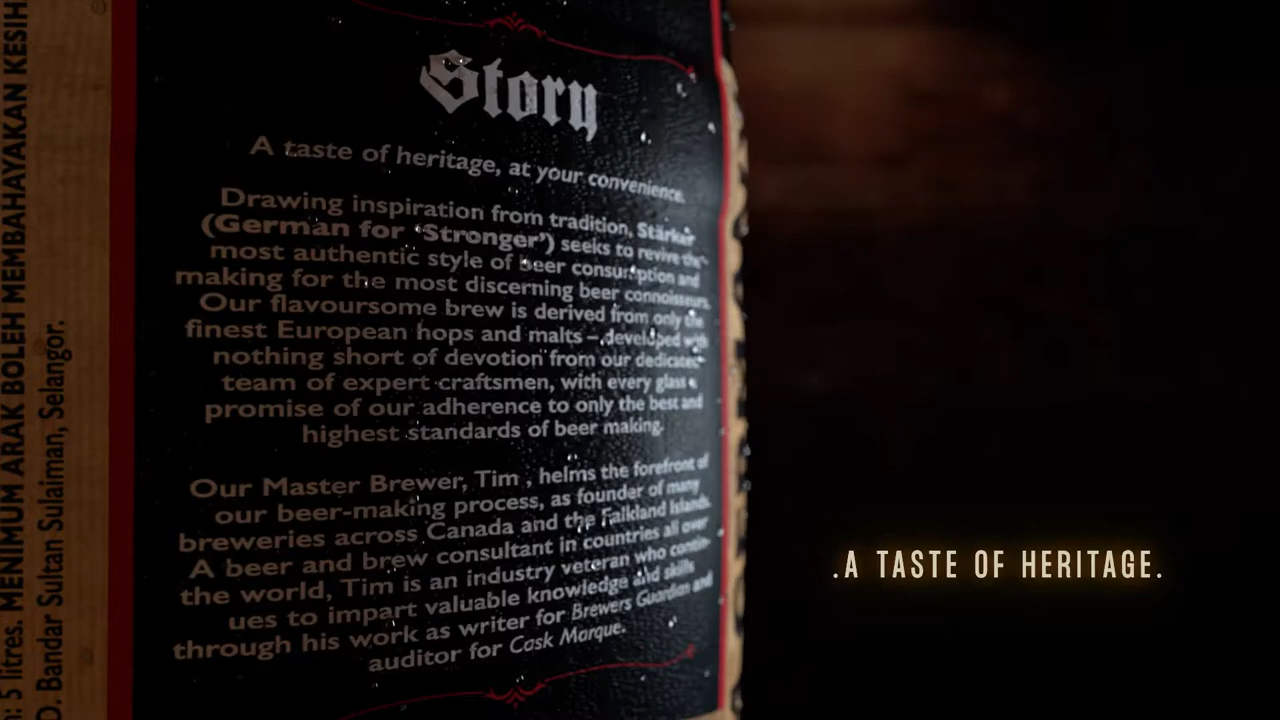 Story
A taste of heritage, at your convenience.
Drawing inspiration from tradition, Stärker
(German for ‘Stronger’) seeks to revive the
most authentic style of beer consumption and
making for the most discerning beer connoisseurs.
Our flavoursome brew is derived from only the
finest European hops and malts – developed with
nothing short of devotion from our dedicated
team of expert craftsmen, with every glass a
promise of our adherence to only the best and
highest standards of beer making.
Our Master Brewer, Tim , helms the forefront of
our beer-making process, as founder of many
breweries across Canada and the Falkland Islands.
A beer and brew consultant in countries all over
the world, Tim is an industry veteran who contin-
ues to impart valuable knowledge and skills
through his work as writer for Brewers Guardian and
auditor for Cask Marque.
: 5 litres. MENIMUM ARAK BOLEH MEMBAHAYAKAN KESIH
D. Bandar Sultan Sulaiman, Selangor.
.A TASTE OF HERITAGE.